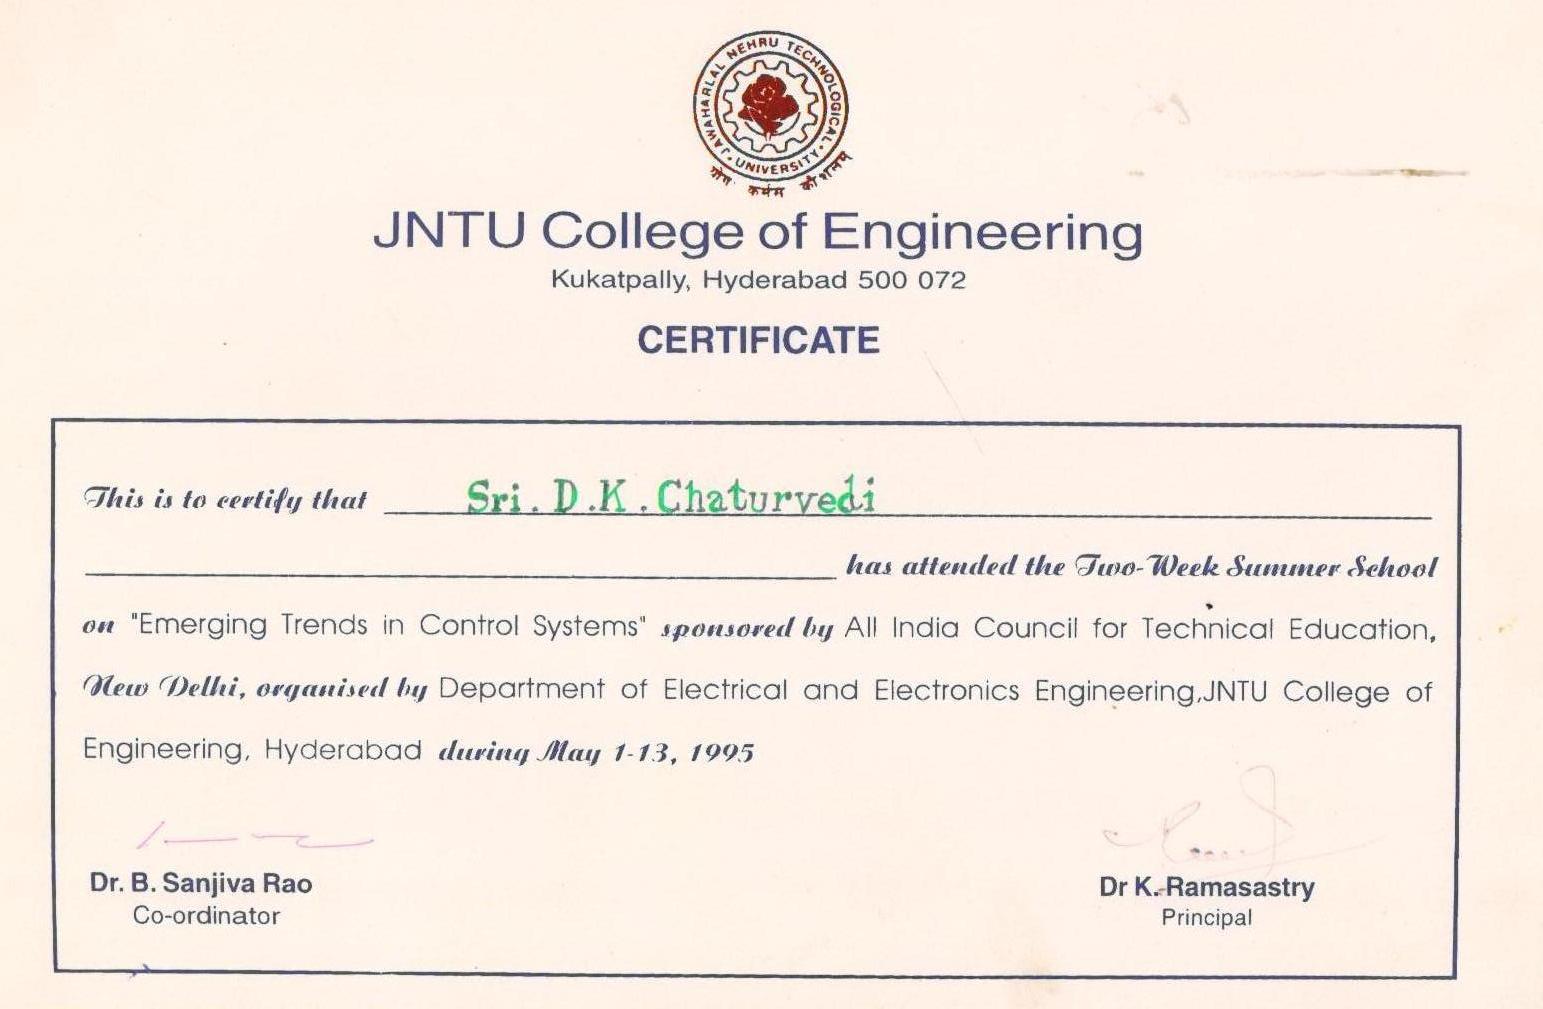 JAWAHARLAL NEHRU TECHNOLOGICAL UNIVERSITY
योगः कर्मसु कौशलम्
JNTU College of Engineering
Kukatpally, Hyderabad 500 072
CERTIFICATE
This is to certify that Sri. D.K. Chaturvedi
has attended the Two-Week Summer School
on "Emerging Trends in Control Systems" sponsored by All India Council for Technical Education,
New Delhi, organised by Department of Electrical and Electronics Engineering,JNTU College of
Engineering, Hyderabad during May 1-13, 1995
Dr. B. Sanjiva Rao
Co-ordinator
Dr K. Ramasastry
Principal